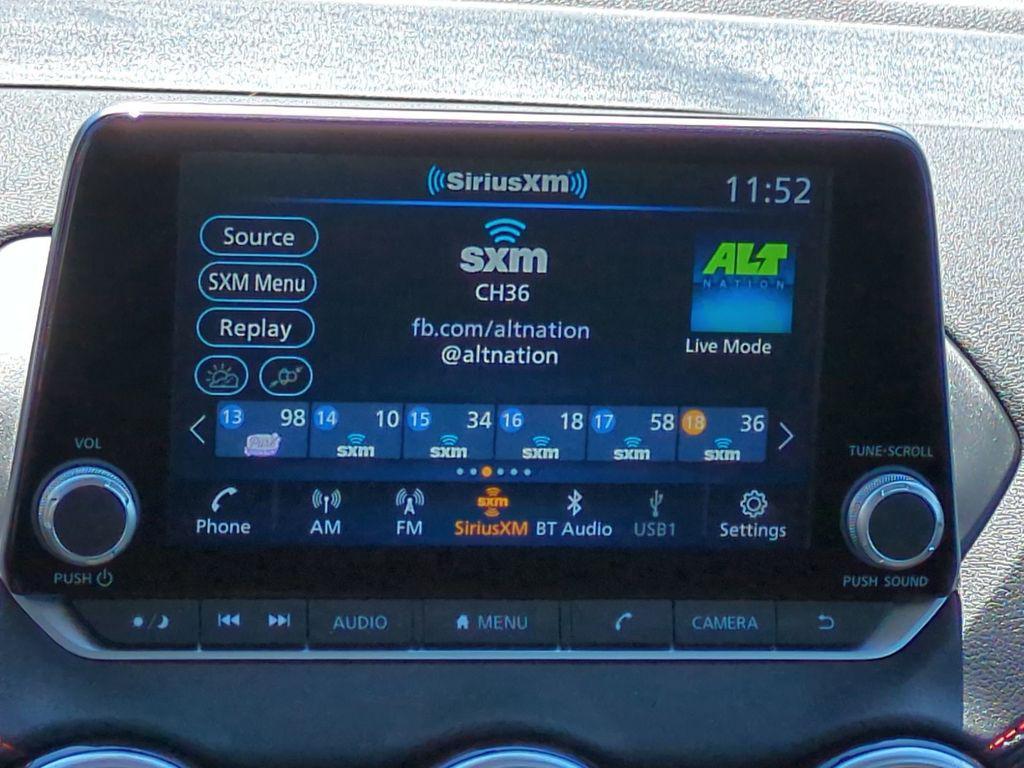 SiriusXM
11:52
Source
SXM Menu
Replay
sxm
CH36
fb.com/altnation
@altnation
ALT
NATION
Live Mode
13 98
14 10 sxm
15 34 sxm
16 18 sxm
17 58 sxm
18 36 sxm
VOL
TUNE·SCROLL
Phone
AM
FM
sxm
SiriusXM
BT Audio
USB1
Settings
PUSH
PUSH SOUND
AUDIO
MENU
CAMERA